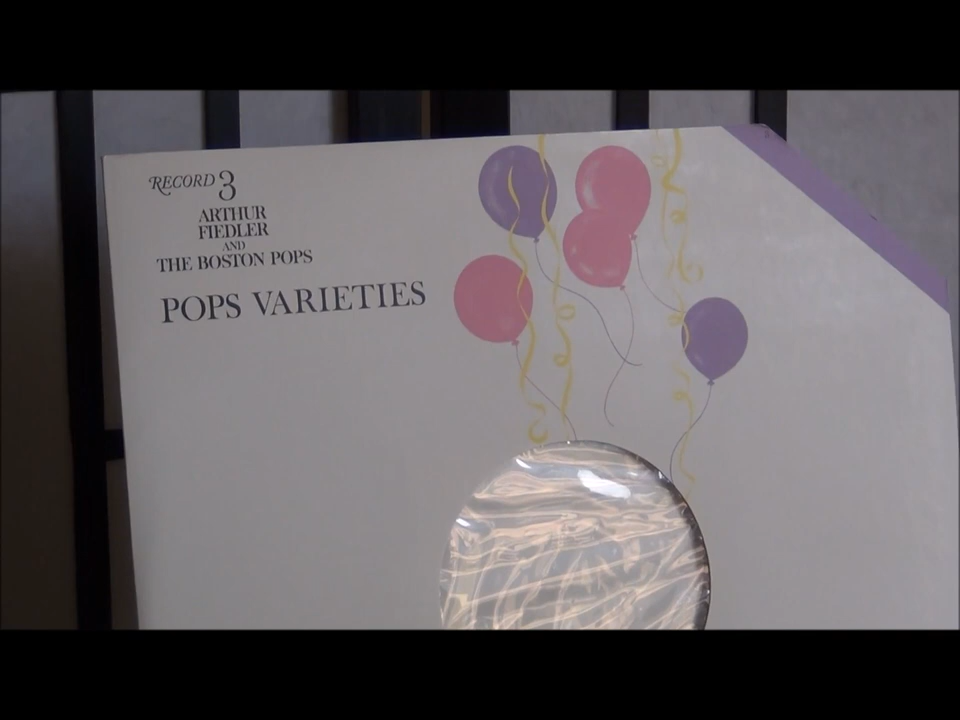 RECORD 3
ARTHUR
FIEDLER
AND
THE BOSTON POPS
POPS VARIETIES